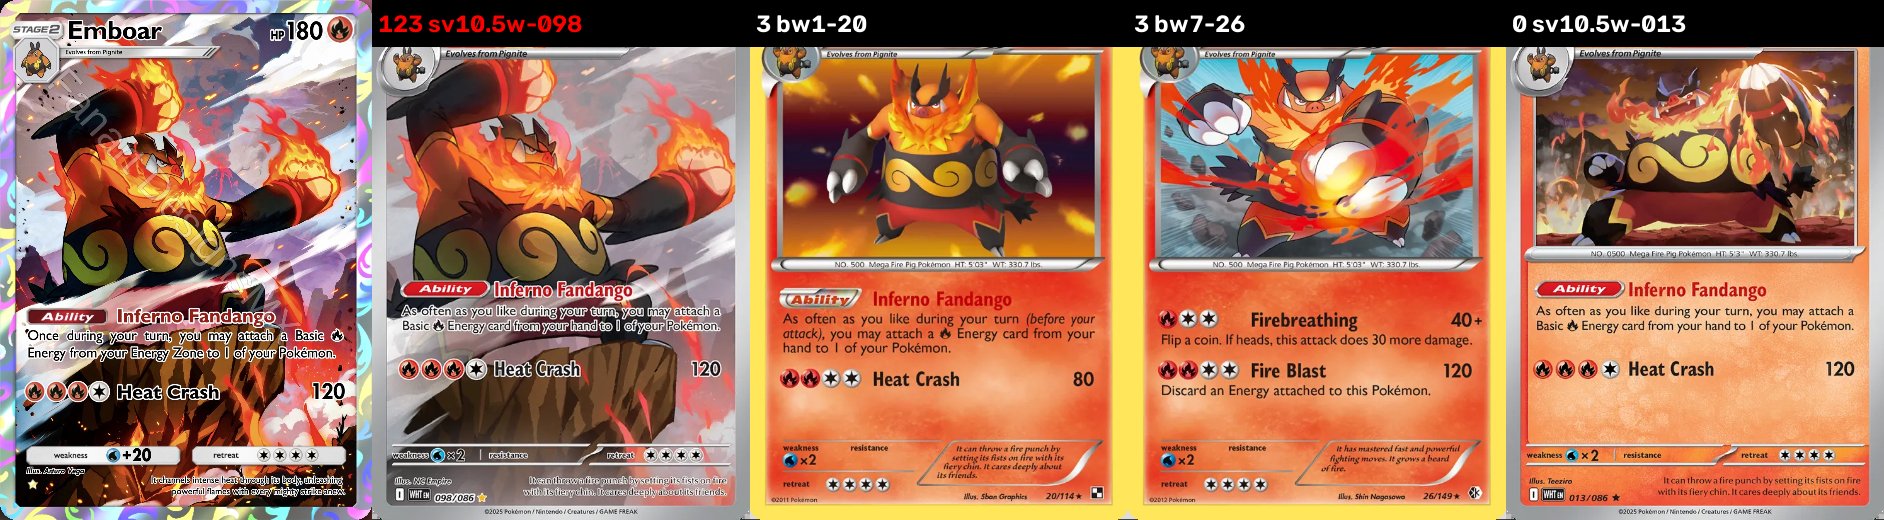 STAGE2 Emboar HP180
Evolves from Pignite
Ability Inferno Fandango
Once during your turn, you may attach a Basic
Energy from your Energy Zone to 1 of your Pokémon.
Heat Crash 120
weakness +20 retreat
Illus. Arturo Vega
It channels intense heat through its body, unleashing
powerful flames with every mighty strike anew.
123 sv10.5w-098
Evolves from Pignite
Ability Inferno Fandango
As often as you like during your turn, you may attach a
Basic Energy card from your hand to 1 of your Pokémon.
Heat Crash 120
weakness ×2 resistance retreat
Illus. NC Empire
It can throw a fire punch by setting its fists on fire
with its fiery chin. It cares deeply about its friends.
I WHT EN 098/086
©2025 Pokémon / Nintendo / Creatures / GAME FREAK
3 bw1-20
Evolves from Pignite
NO. 500 Mega Fire Pig Pokémon HT: 5'03" WT: 330.7 lbs.
Ability Inferno Fandango
As often as you like during your turn (before your
attack), you may attach a Energy card from your
hand to 1 of your Pokémon.
Heat Crash 80
weakness resistance
×2
retreat
It can throw a fire punch by
setting its fists on fire with its
fiery chin. It cares deeply about
its friends.
©2011 Pokémon Illus. 5ban Graphics 20/114
3 bw7-26
Evolves from Pignite
NO. 500 Mega Fire Pig Pokémon HT: 5'03" WT: 330.7 lbs.
Firebreathing 40+
Flip a coin. If heads, this attack does 30 more damage.
Fire Blast 120
Discard an Energy attached to this Pokémon.
weakness resistance
×2
retreat
It has mastered fast and powerful
fighting moves. It grows a beard
of fire.
©2012 Pokémon Illus. Shin Nagasawa 26/149
0 sv10.5w-013
Evolves from Pignite
NO. 0500 Mega Fire Pig Pokémon HT: 5'3" WT: 330.7 lbs.
Ability Inferno Fandango
As often as you like during your turn, you may attach a
Basic Energy card from your hand to 1 of your Pokémon.
Heat Crash 120
weakness ×2 resistance retreat
Illus. Teeziro
It can throw a fire punch by setting its fists on fire
with its fiery chin. It cares deeply about its friends.
I WHT EN 013/086
©2025 Pokémon / Nintendo / Creatures / GAME FREAK